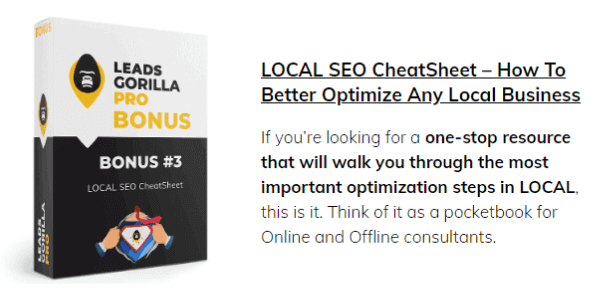 BONUS
LEADS
GORILLA
PRO
BONUS
BONUS #3
LOCAL SEO CheatSheet
LEADS
GORILLA
PRO
LOCAL SEO CheatSheet – How To
Better Optimize Any Local Business
If you're looking for a one-stop resource
that will walk you through the most
important optimization steps in LOCAL,
this is it. Think of it as a pocketbook for
Online and Offline consultants.